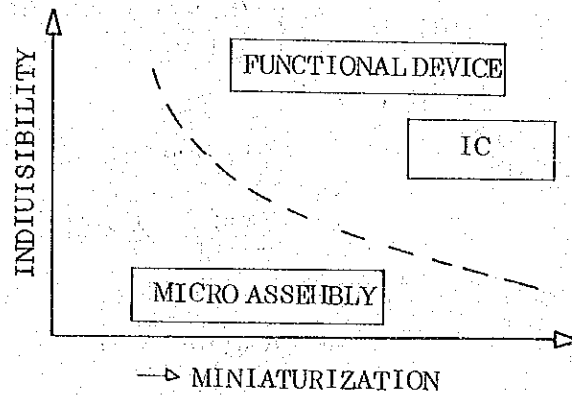 FUNCTIONAL DEVICE
IC
INDIUISIBILITY
MICRO ASSEHBLY
MINIATURIZATION